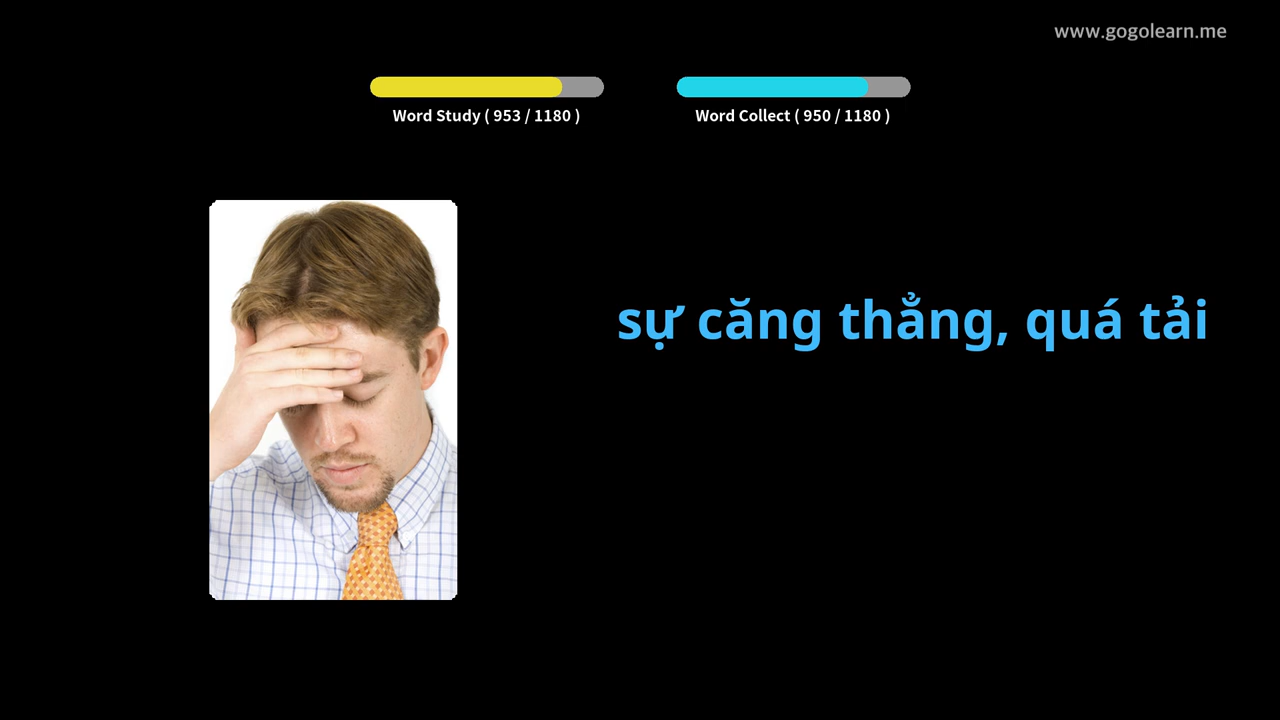 www.gogolearn.me
Word Study ( 953 / 1180 )
Word Collect ( 950 / 1180 )
sự căng thẳng, quá tải